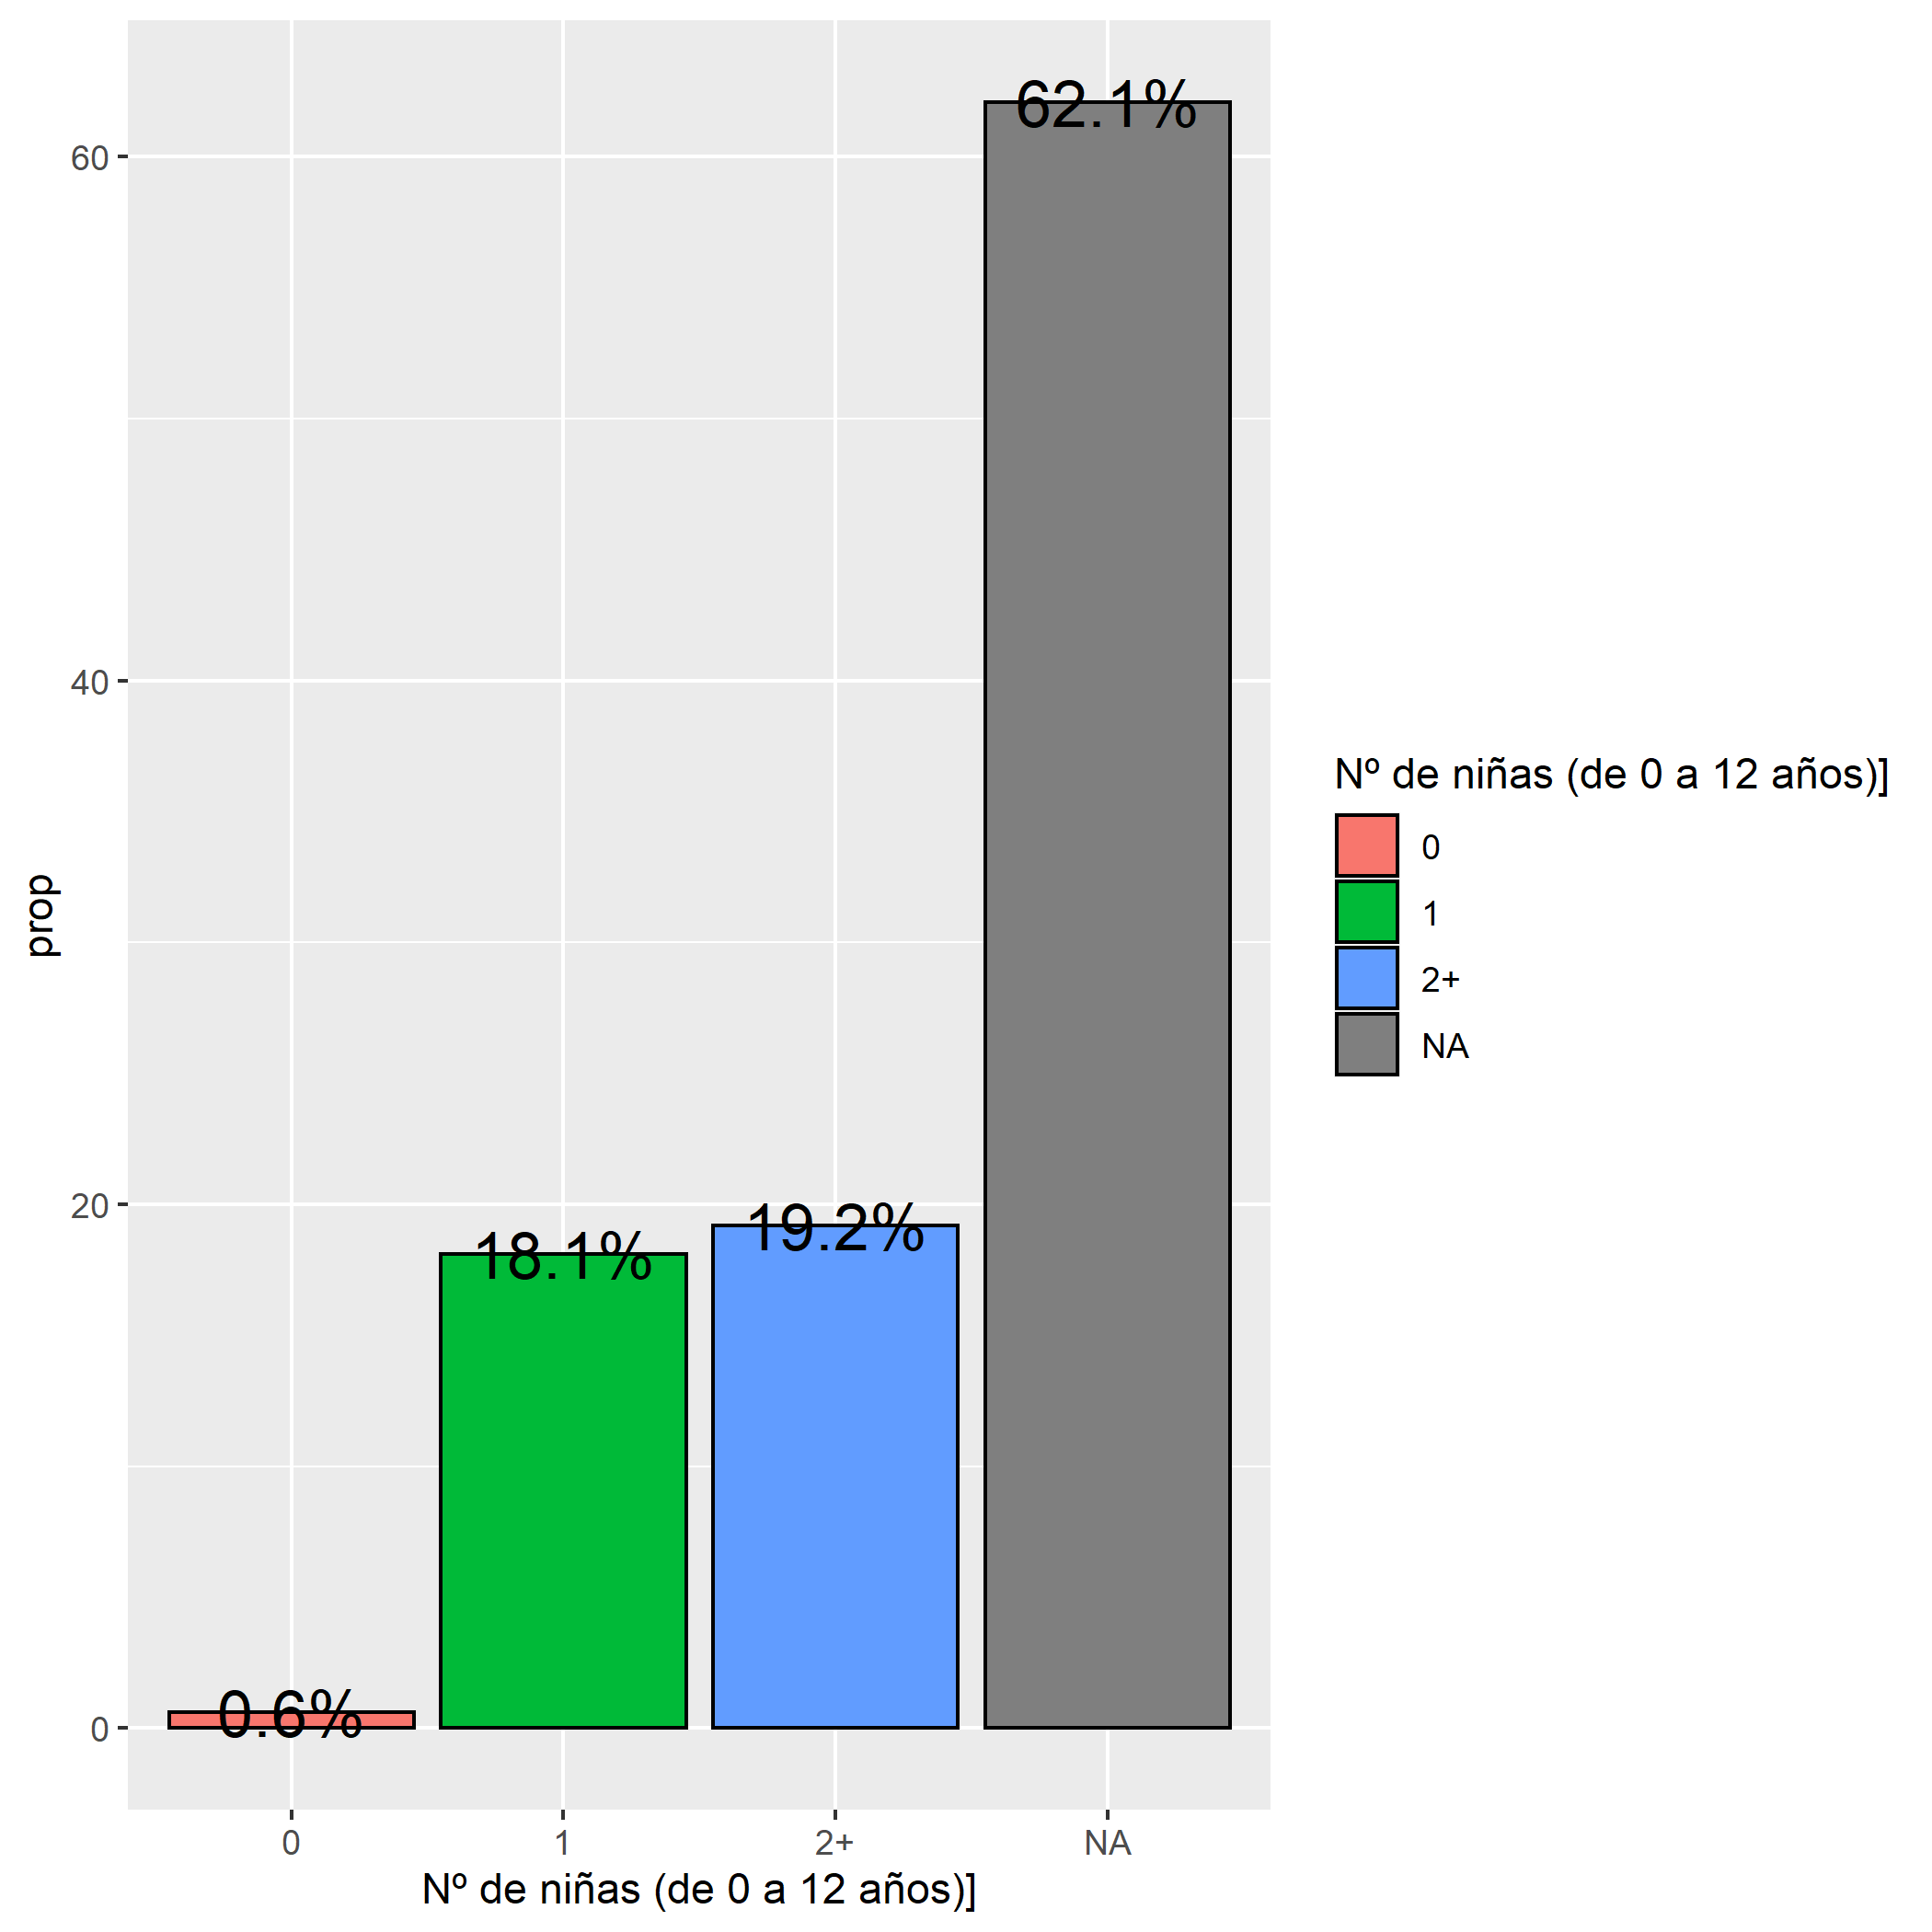 62.1%
60
40
20
19.2%
18.1%
0.6%
0
prop
0
1
2+
NA
Nº de niñas (de 0 a 12 años)]
Nº de niñas (de 0 a 12 años)]
0
1
2+
NA